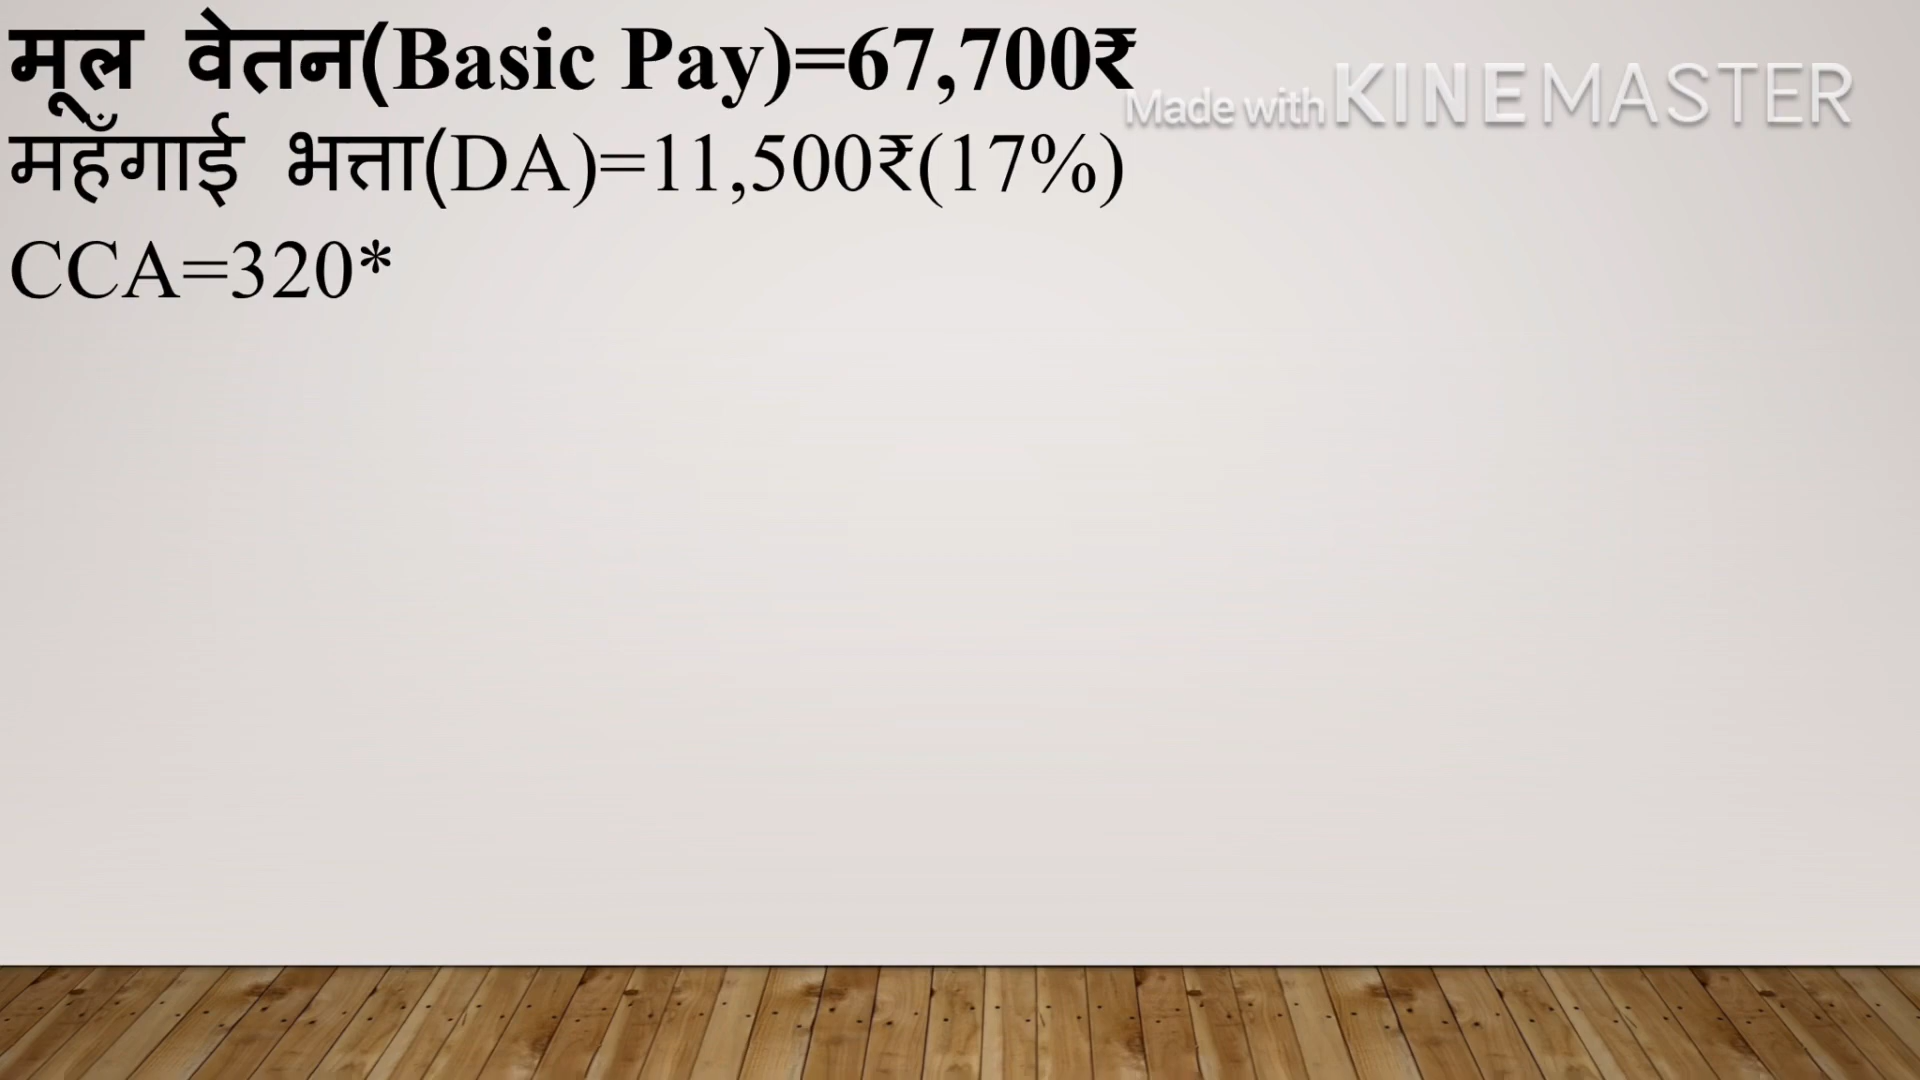 मूल वेतन(Basic Pay)=67,700₹
Made with KINEMASTER
महँगाई भत्ता(DA)=11,500₹(17%)
CCA=320*